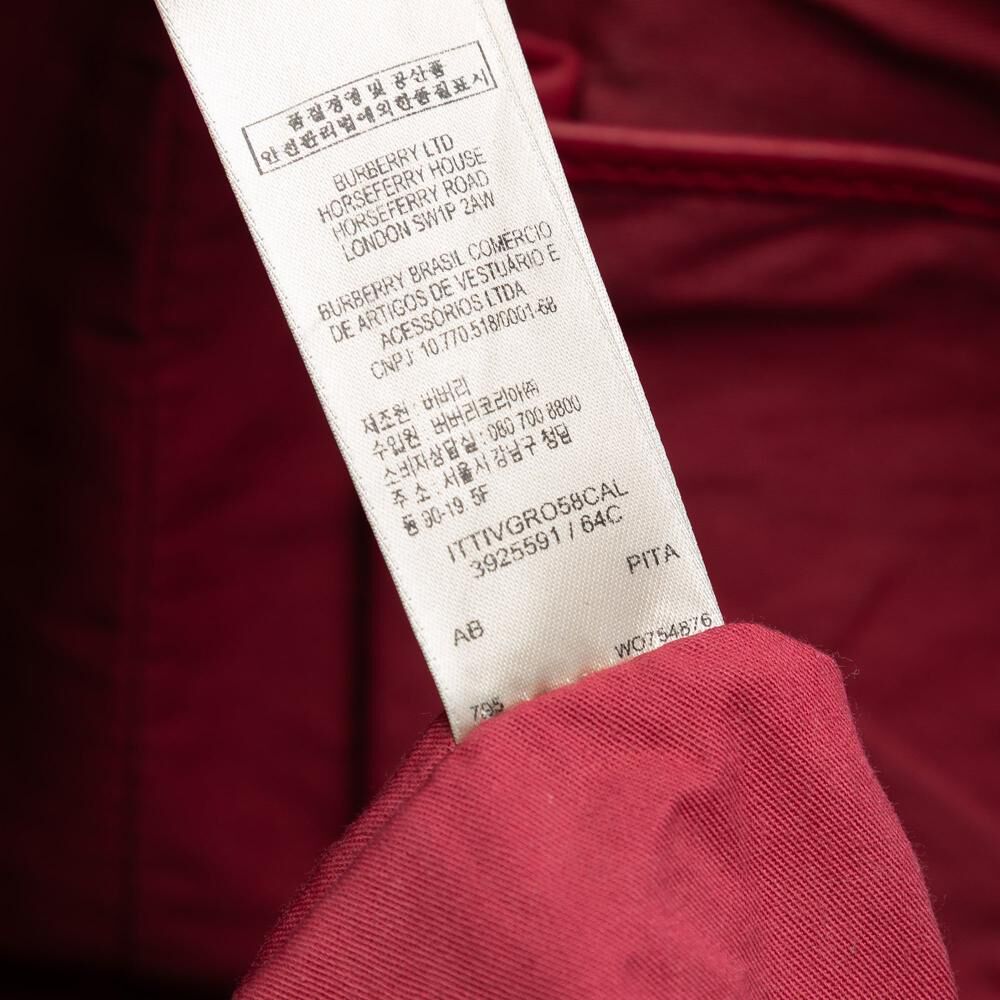 품질경영 및 공산품
안전관리법에의한품질표시
BURBERRY LTD
HORSEFERRY HOUSE
HORSEFERRY ROAD
LONDON SW1P 2AW
BURBERRY BRASIL COMERCIO
DE ARTIGOS DE VESTUARIO E
ACESSORIOS LTDA
CNPJ: 10.770.518/0001-68
제조원 : 버버리
수입원 : 버버리코리아㈜
소비자상담실 : 080 700 8800
주 소 : 서울시 강남구 청담
동 90-19. 5F
ITTIVGRO58CAL
3925591 / 64C
PITA
AB
WO754876
795